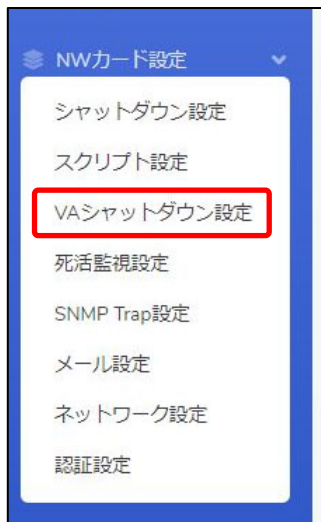 NWカード設定
シャットダウン設定
スクリプト設定
VAシャットダウン設定
死活監視設定
SNMP Trap設定
メール設定
ネットワーク設定
認証設定